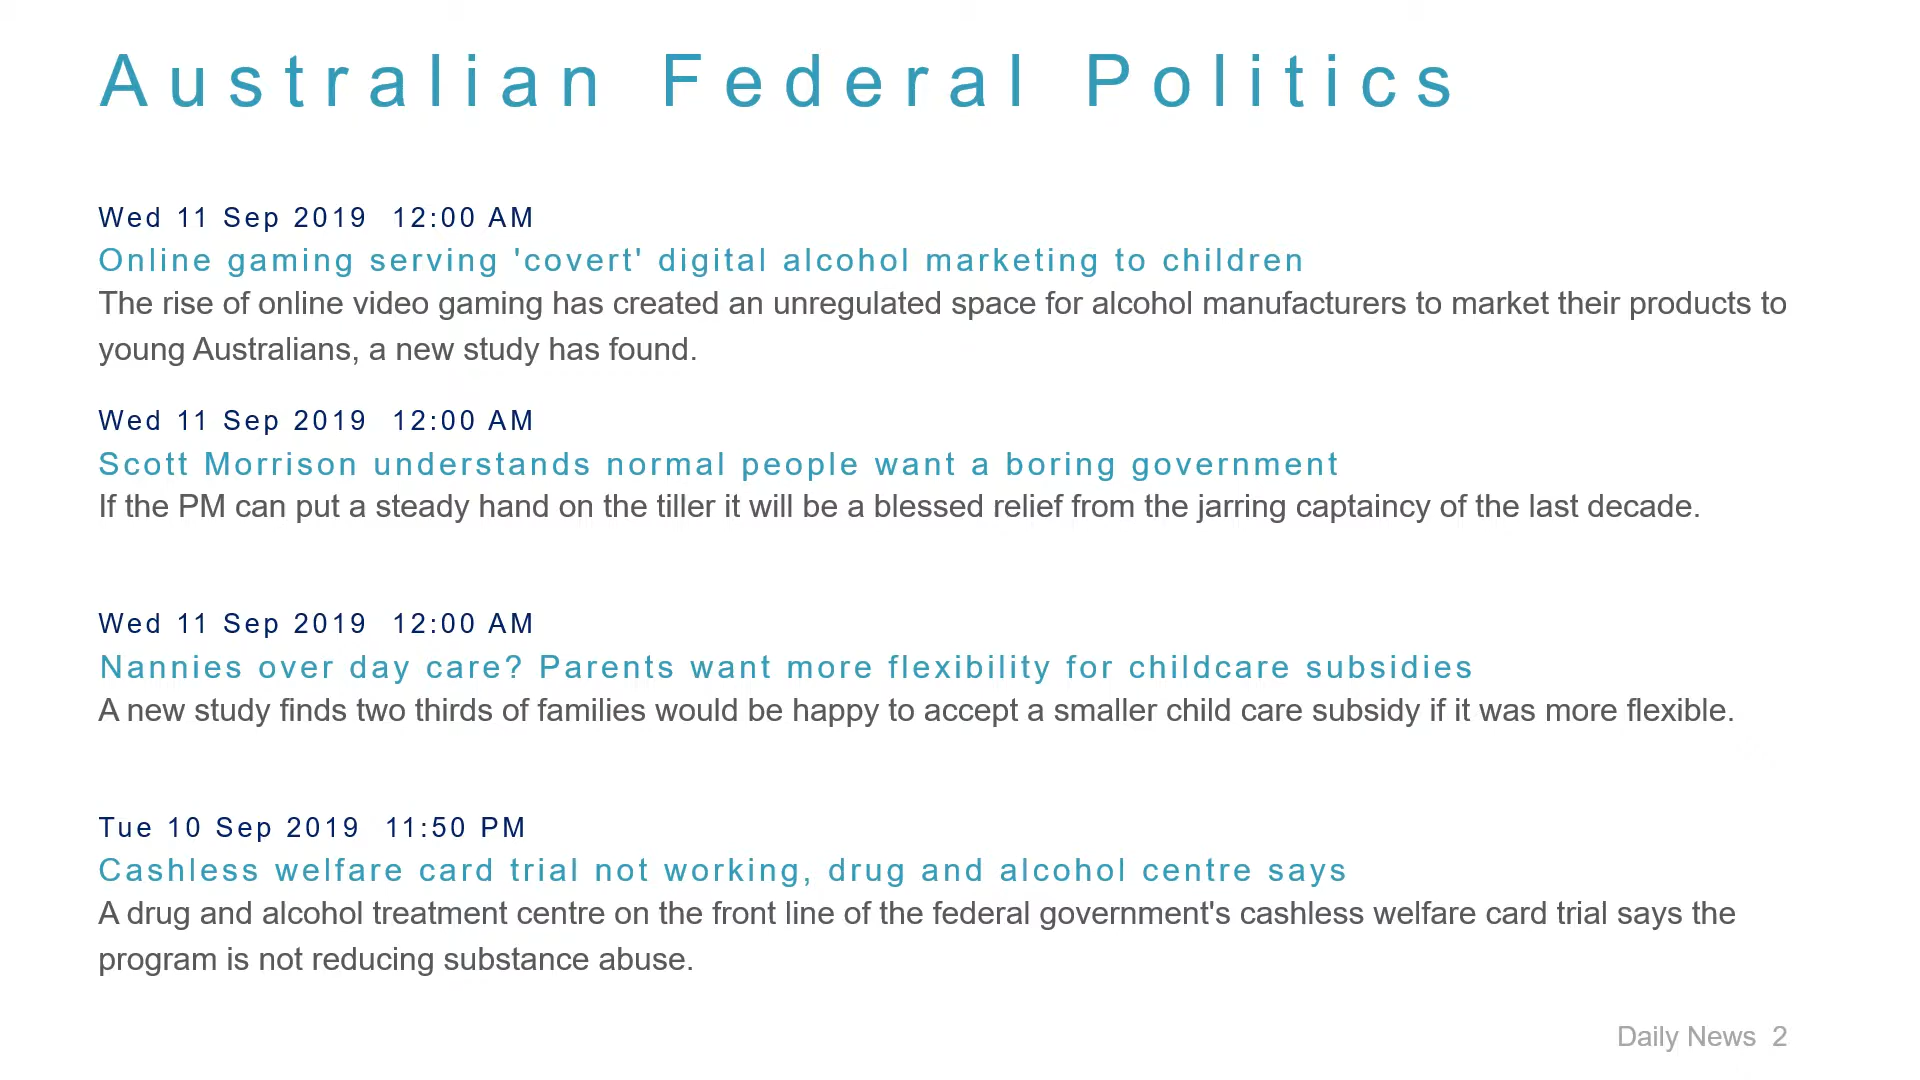 Australian Federal Politics
Wed 11 Sep 2019  12:00 AM
Online gaming serving 'covert' digital alcohol marketing to children
The rise of online video gaming has created an unregulated space for alcohol manufacturers to market their products to
young Australians, a new study has found.
Wed 11 Sep 2019  12:00 AM
Scott Morrison understands normal people want a boring government
If the PM can put a steady hand on the tiller it will be a blessed relief from the jarring captaincy of the last decade.
Wed 11 Sep 2019  12:00 AM
Nannies over day care? Parents want more flexibility for childcare subsidies
A new study finds two thirds of families would be happy to accept a smaller child care subsidy if it was more flexible.
Tue 10 Sep 2019  11:50 PM
Cashless welfare card trial not working, drug and alcohol centre says
A drug and alcohol treatment centre on the front line of the federal government's cashless welfare card trial says the
program is not reducing substance abuse.
Daily News  2